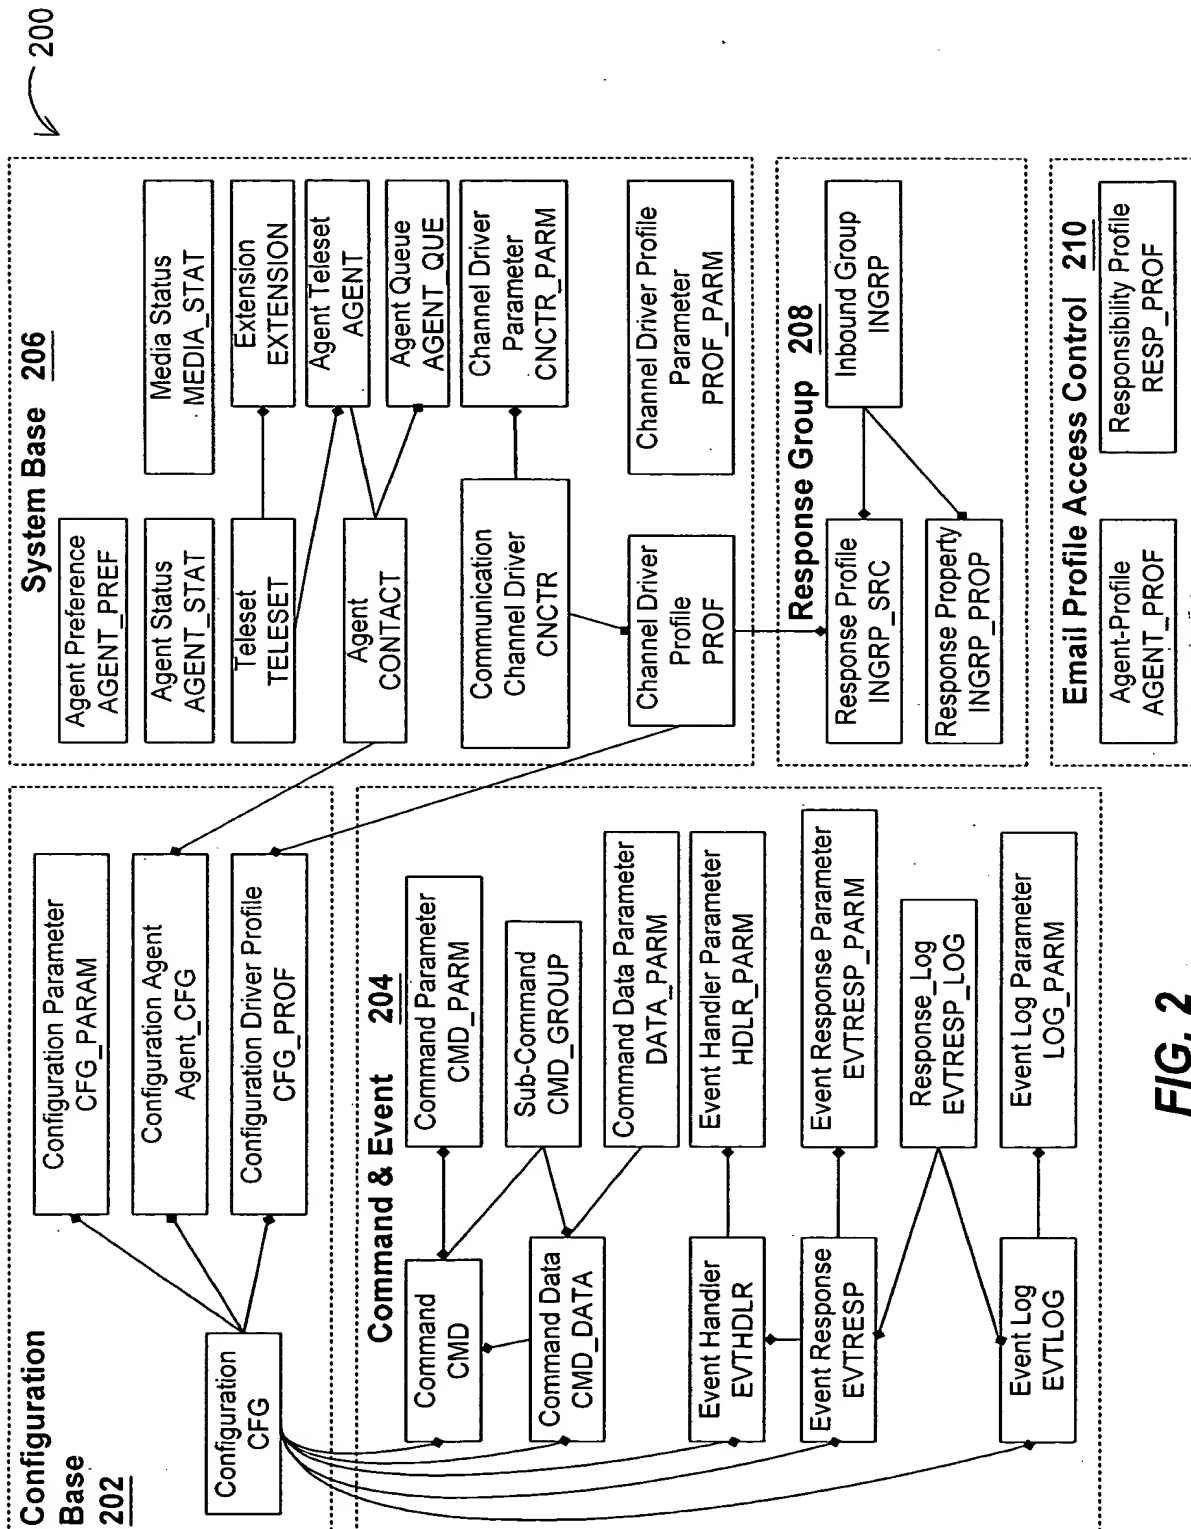 200
Configuration
Base
202
Configuration
CFG
Configuration Parameter
CFG_PARAM
Configuration Agent
Agent_CFG
Configuration Driver Profile
CFG_PROF
System Base 206
Agent Preference
AGENT_PREF
Agent Status
AGENT_STAT
Media Status
MEDIA_STAT
Teleset
TELESET
Extension
EXTENSION
Agent Teleset
AGENT
Agent
CONTACT
Agent Queue
AGENT_QUE
Communication
Channel Driver
CNCTR
Channel Driver
Parameter
CNCTR_PARM
Channel Driver
Profile
PROF
Channel Driver Profile
Parameter
PROF_PARM
Command & Event 204
Command
CMD
Command Parameter
CMD_PARM
Sub-Command
CMD_GROUP
Command Data
CMD_DATA
Command Data Parameter
DATA_PARM
Event Handler
EVTHDLR
Event Handler Parameter
HDLR_PARM
Event Response
EVTRESP
Event Response Parameter
EVTRESP_PARM
Response_Log
EVTRESP_LOG
Event Log
EVTLOG
Event Log Parameter
LOG_PARM
Response Group 208
Response Profile
INGRP_SRC
Inbound Group
INGRP
Response Property
INGRP_PROP
Email Profile Access Control 210
Agent-Profile
AGENT_PROF
Responsibility Profile
RESP_PROF
FIG. 2